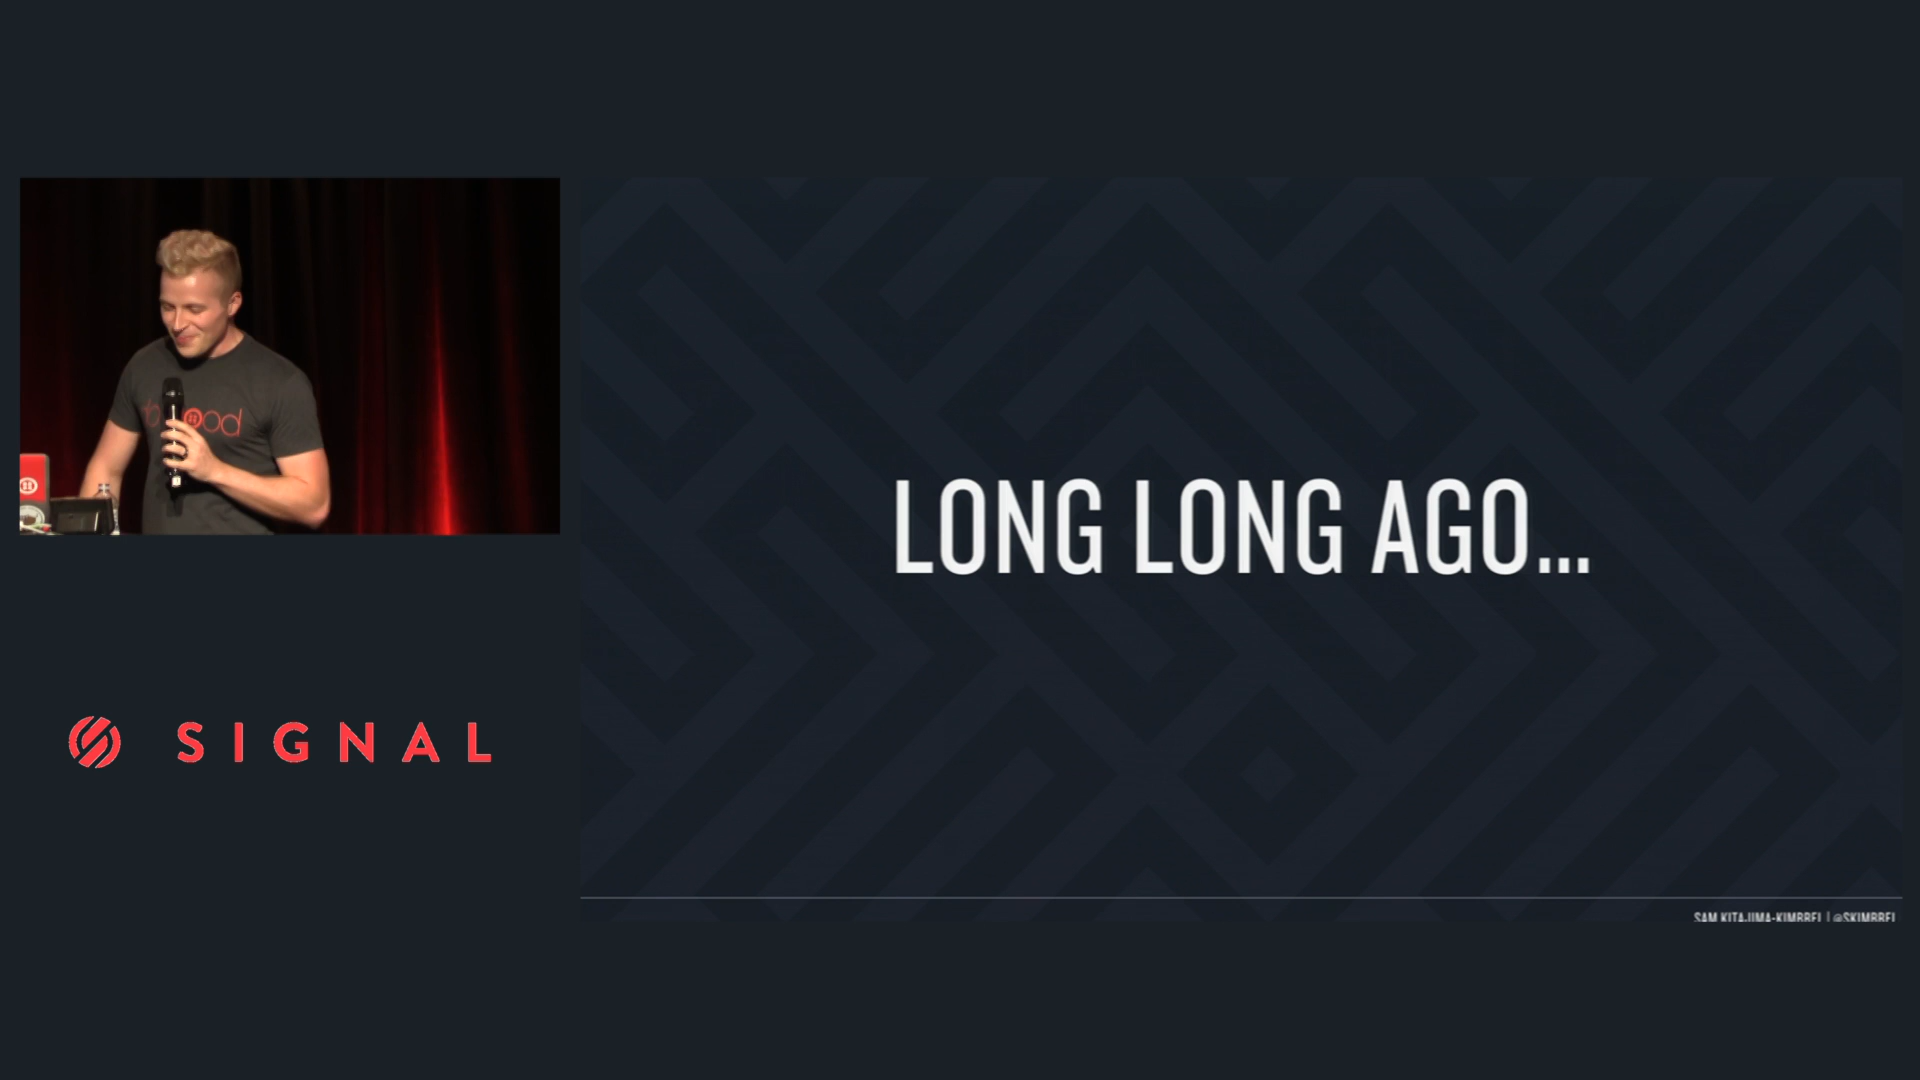 LONG LONG AGO...
SIGNAL
SAM KITAJIMA-KIMBREL | @SKIMBREL